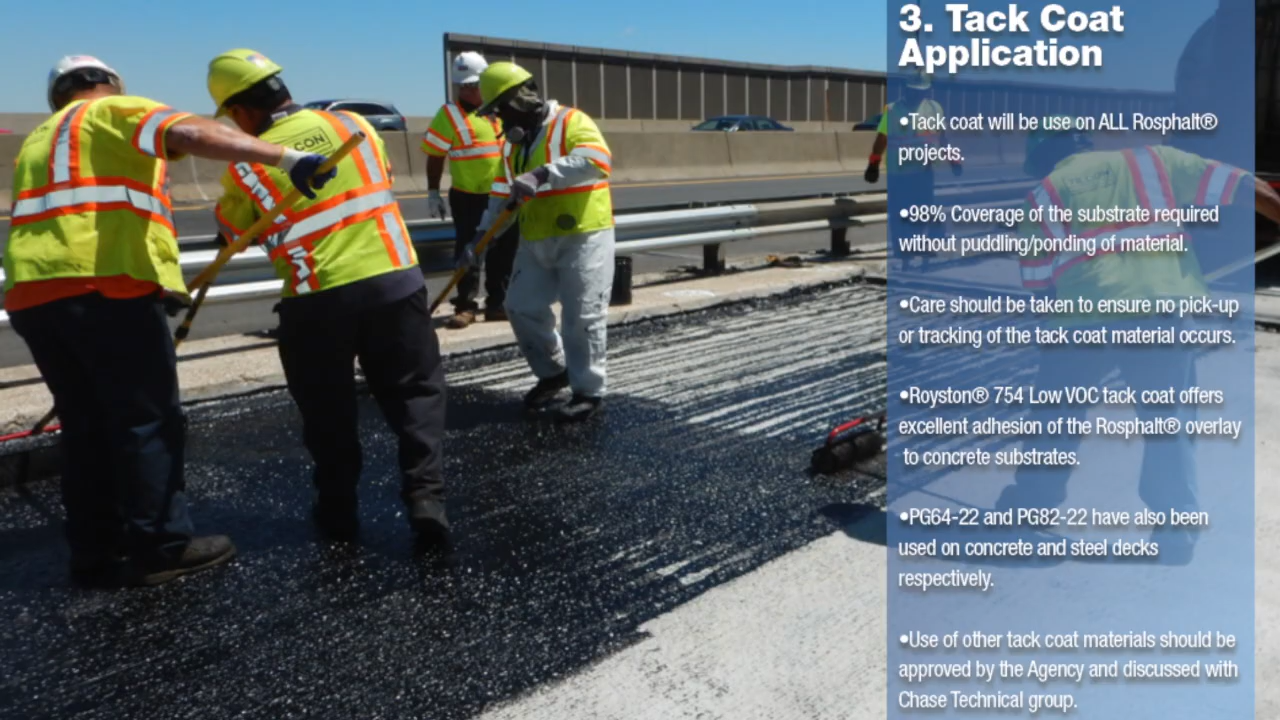 3. Tack Coat
Application
•Tack coat will be use on ALL Rosphalt®
projects.
•98% Coverage of the substrate required
without puddling/ponding of material.
•Care should be taken to ensure no pick-up
or tracking of the tack coat material occurs.
•Royston® 754 Low VOC tack coat offers
excellent adhesion of the Rosphalt® overlay
to concrete substrates.
•PG64-22 and PG82-22 have also been
used on concrete and steel decks
respectively.
•Use of other tack coat materials should be
approved by the Agency and discussed with
Chase Technical group.